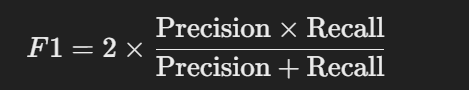 F1 = 2 × (Precision × Recall) / (Precision + Recall)